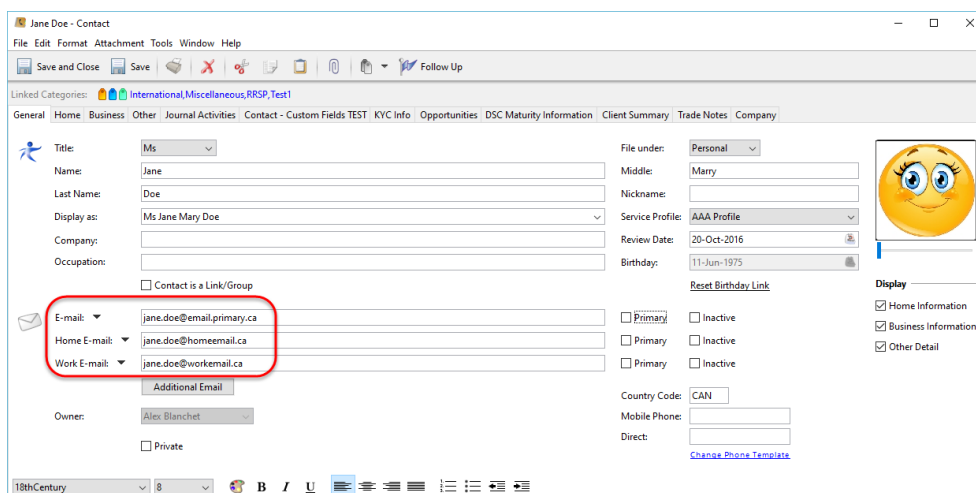 Jane Doe - Contact
File Edit Format Attachment Tools Window Help
Save and Close Save Follow Up
Linked Categories: International,Miscellaneous,RRSP,Test1
General Home Business Other Journal Activities Contact - Custom Fields TEST KYC Info Opportunities DSC Maturity Information Client Summary Trade Notes Company
Title: Ms File under: Personal
Name: Jane Middle: Marry
Last Name: Doe Nickname:
Display as: Ms Jane Mary Doe Service Profile: AAA Profile
Company: Review Date: 20-Oct-2016
Occupation: Birthday: 11-Jun-1975
Contact is a Link/Group Reset Birthday Link Display
E-mail: jane.doe@email.primary.ca Primary Inactive Home Information
Home E-mail: jane.doe@homeemail.ca Primary Inactive Business Information
Work E-mail: jane.doe@workemail.ca Primary Inactive Other Detail
Additional Email
Country Code: CAN
Owner: Alex Blanchet Mobile Phone:
Private Direct:
Change Phone Template
18thCentury 8 B I U